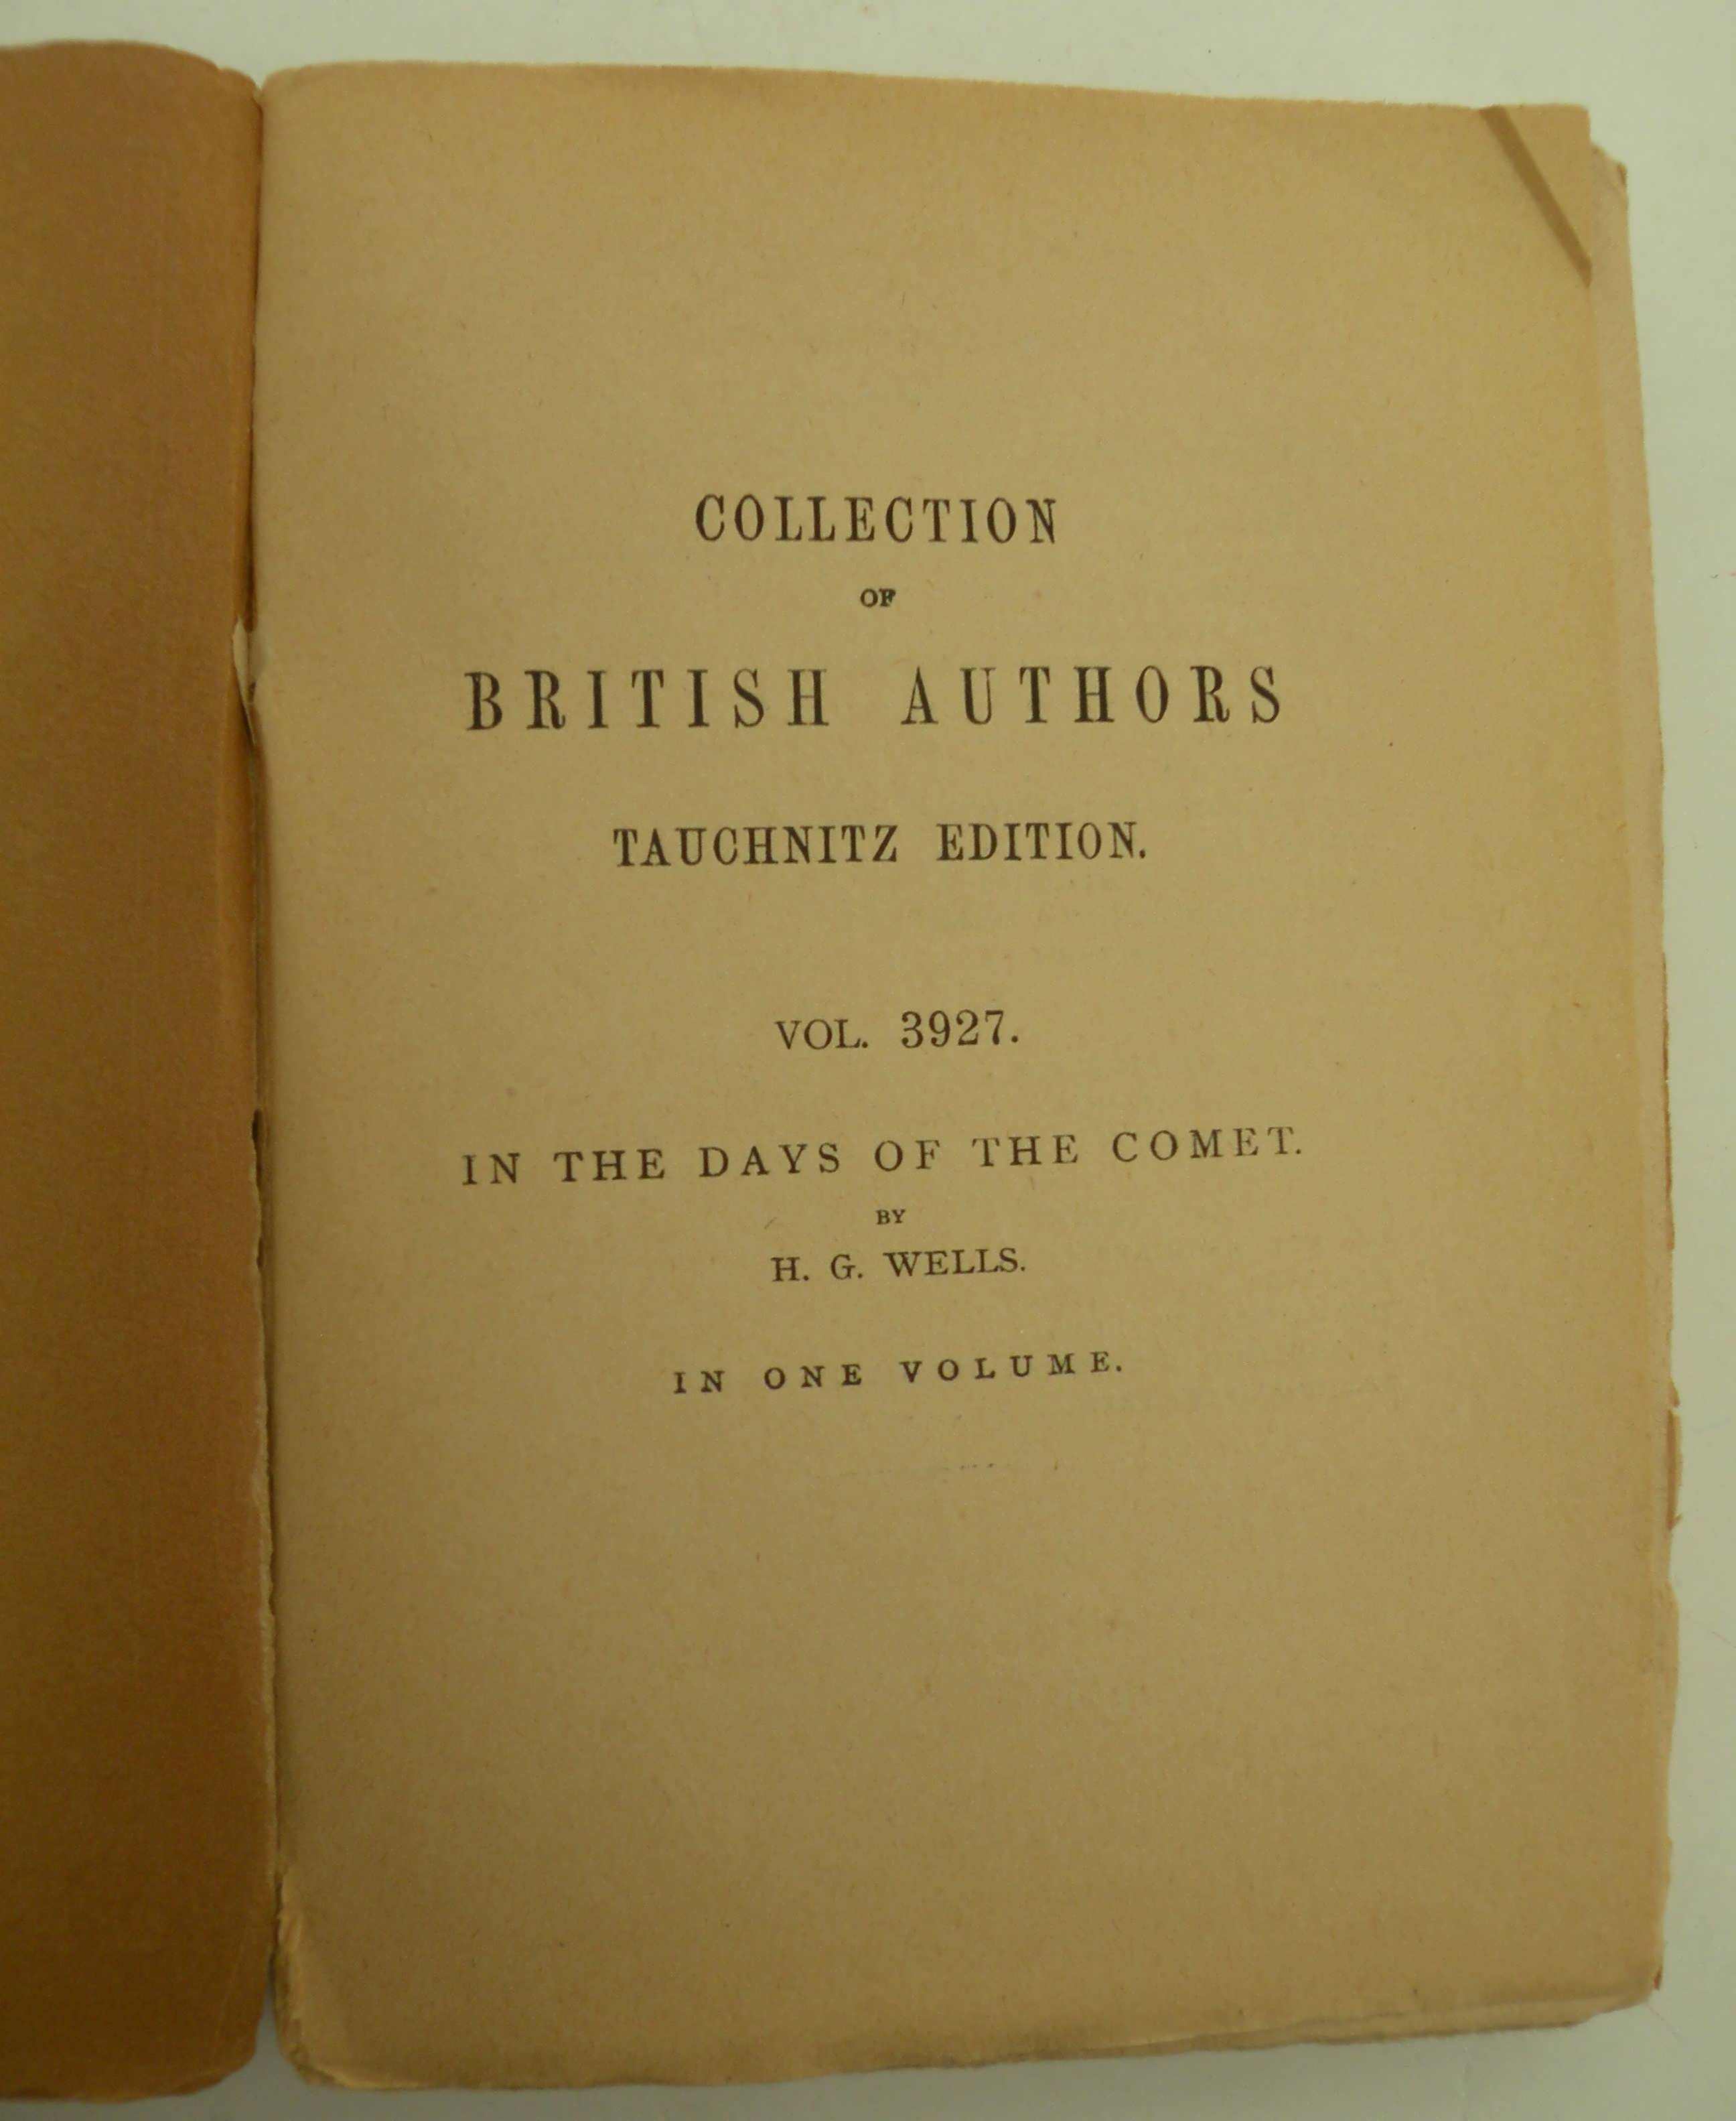 COLLECTION
OF
BRITISH AUTHORS
TAUCHNITZ EDITION.
VOL. 3927.
IN THE DAYS OF THE COMET.
BY
H. G. WELLS.
IN ONE VOLUME.